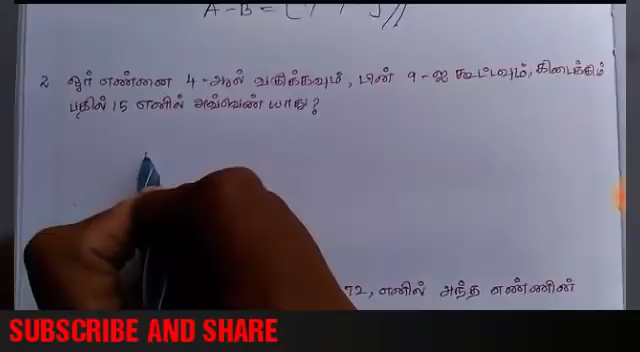 A - B = [
2 ஓர் எண்ணை 4 -ஆல் வகுக்கவும், பின் 9 -ஐ கூட்டவும், கிடைக்கும்
பதில் 15 எனில் அவ்வெண் யாது?
72, எனில் அந்த எண்ணின்
SUBSCRIBE AND SHARE